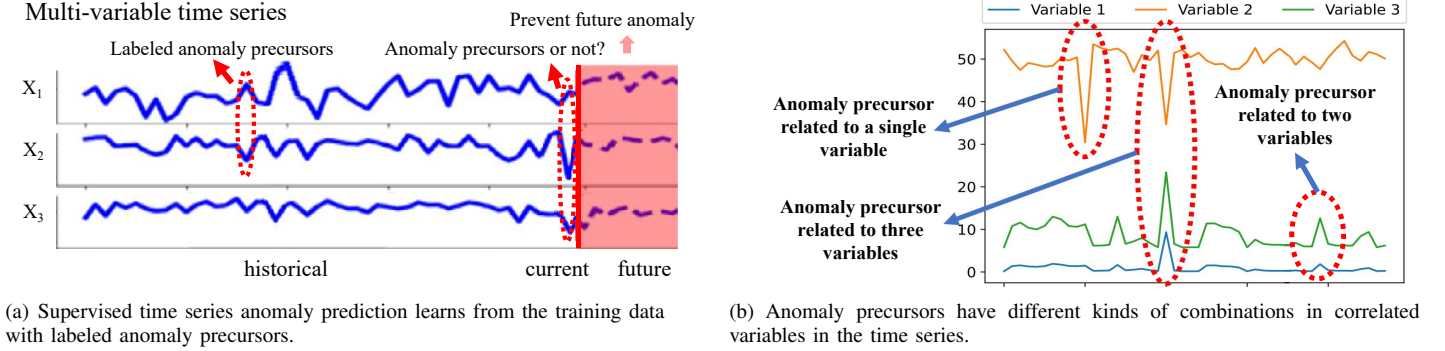 Multi-variable time series
Prevent future anomaly
Labeled anomaly precursors
Anomaly precursors or not?
X1
X2
X3
historical
current
future
(a) Supervised time series anomaly prediction learns from the training data
with labeled anomaly precursors.
Variable 1
Variable 2
Variable 3
50
40
30
20
10
0
Anomaly precursor
related to a single
variable
Anomaly precursor
related to two
variables
Anomaly precursor
related to three
variables
(b) Anomaly precursors have different kinds of combinations in correlated
variables in the time series.